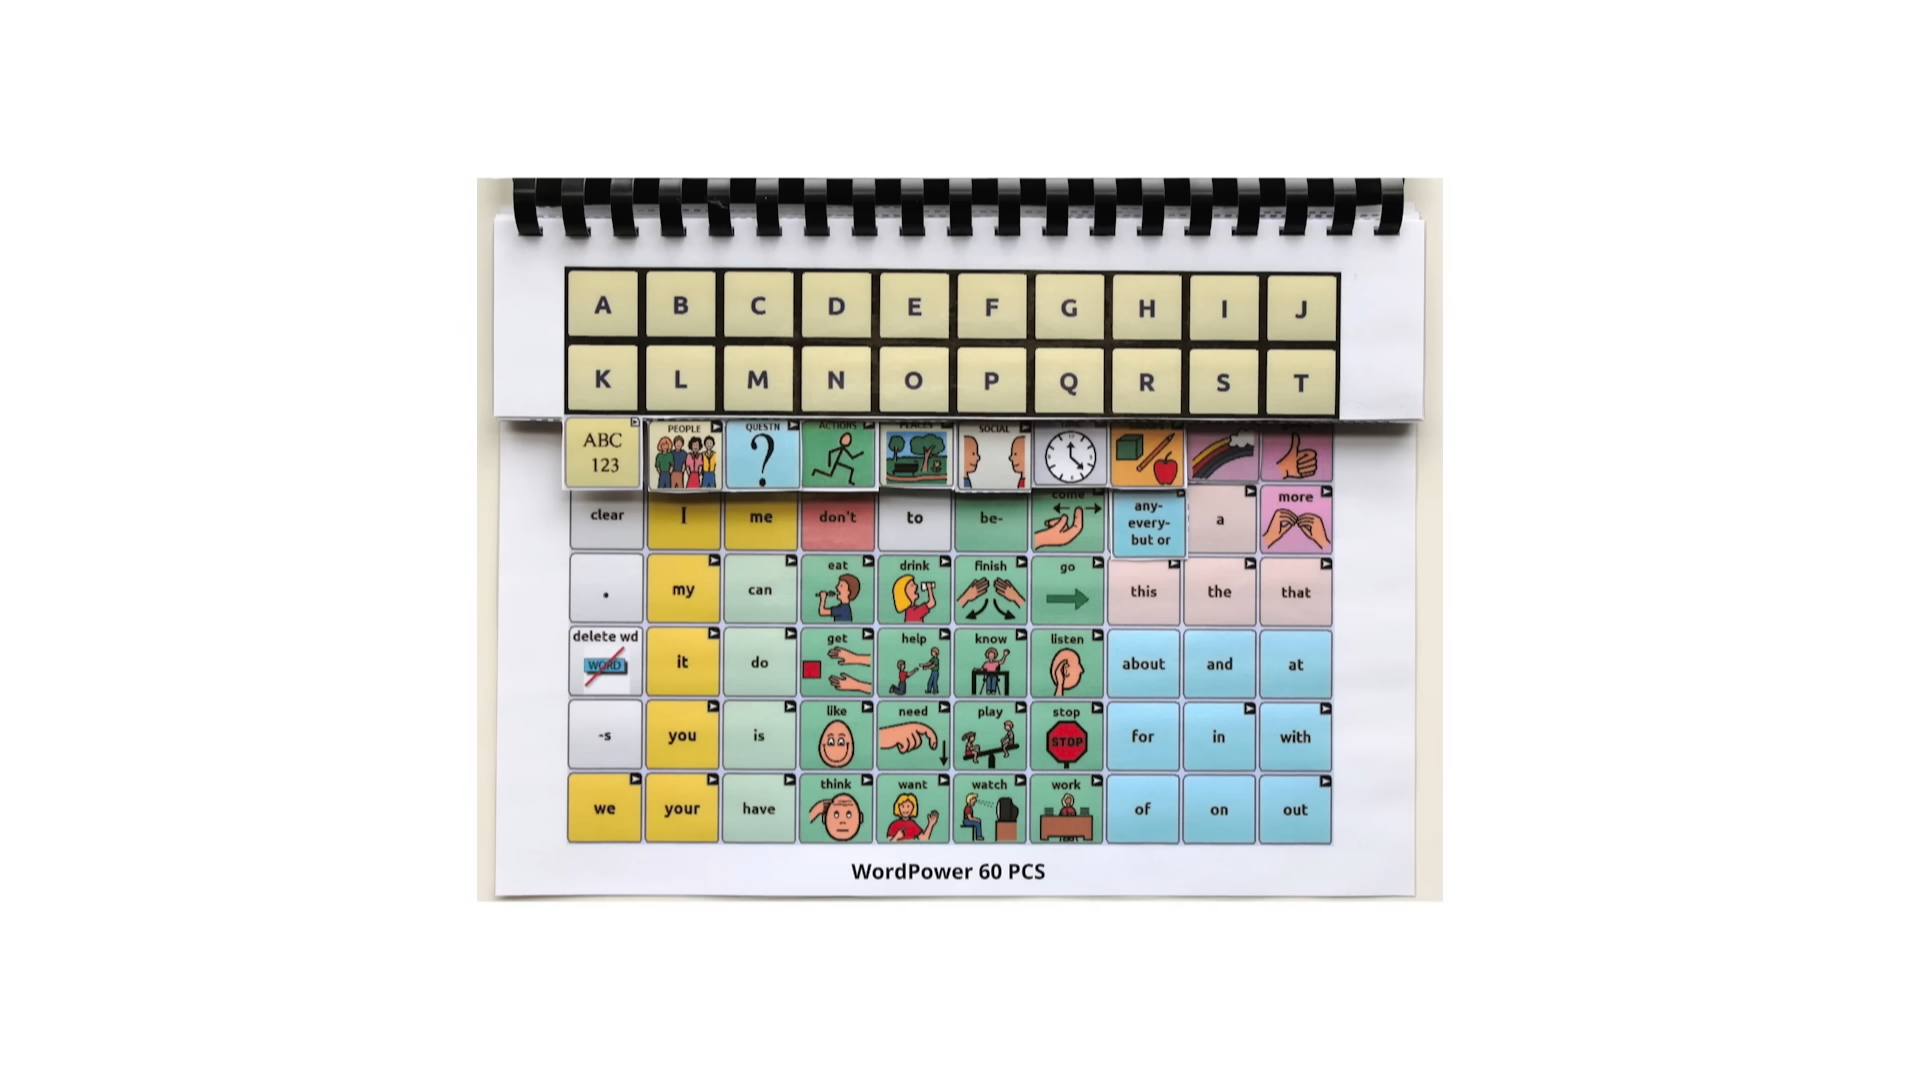 A B C D E F G H I J
K L M N O P Q R S T
ABC 123 PEOPLE QUESTN ACTIONS PLACES SOCIAL
clear I me don't to be- come any- every- but or a more
. my can eat drink finish go this the that
delete wd WORD it do get help know listen about and at
-s you is like need play stop STOP for in with
we your have think want watch work of on out
WordPower 60 PCS